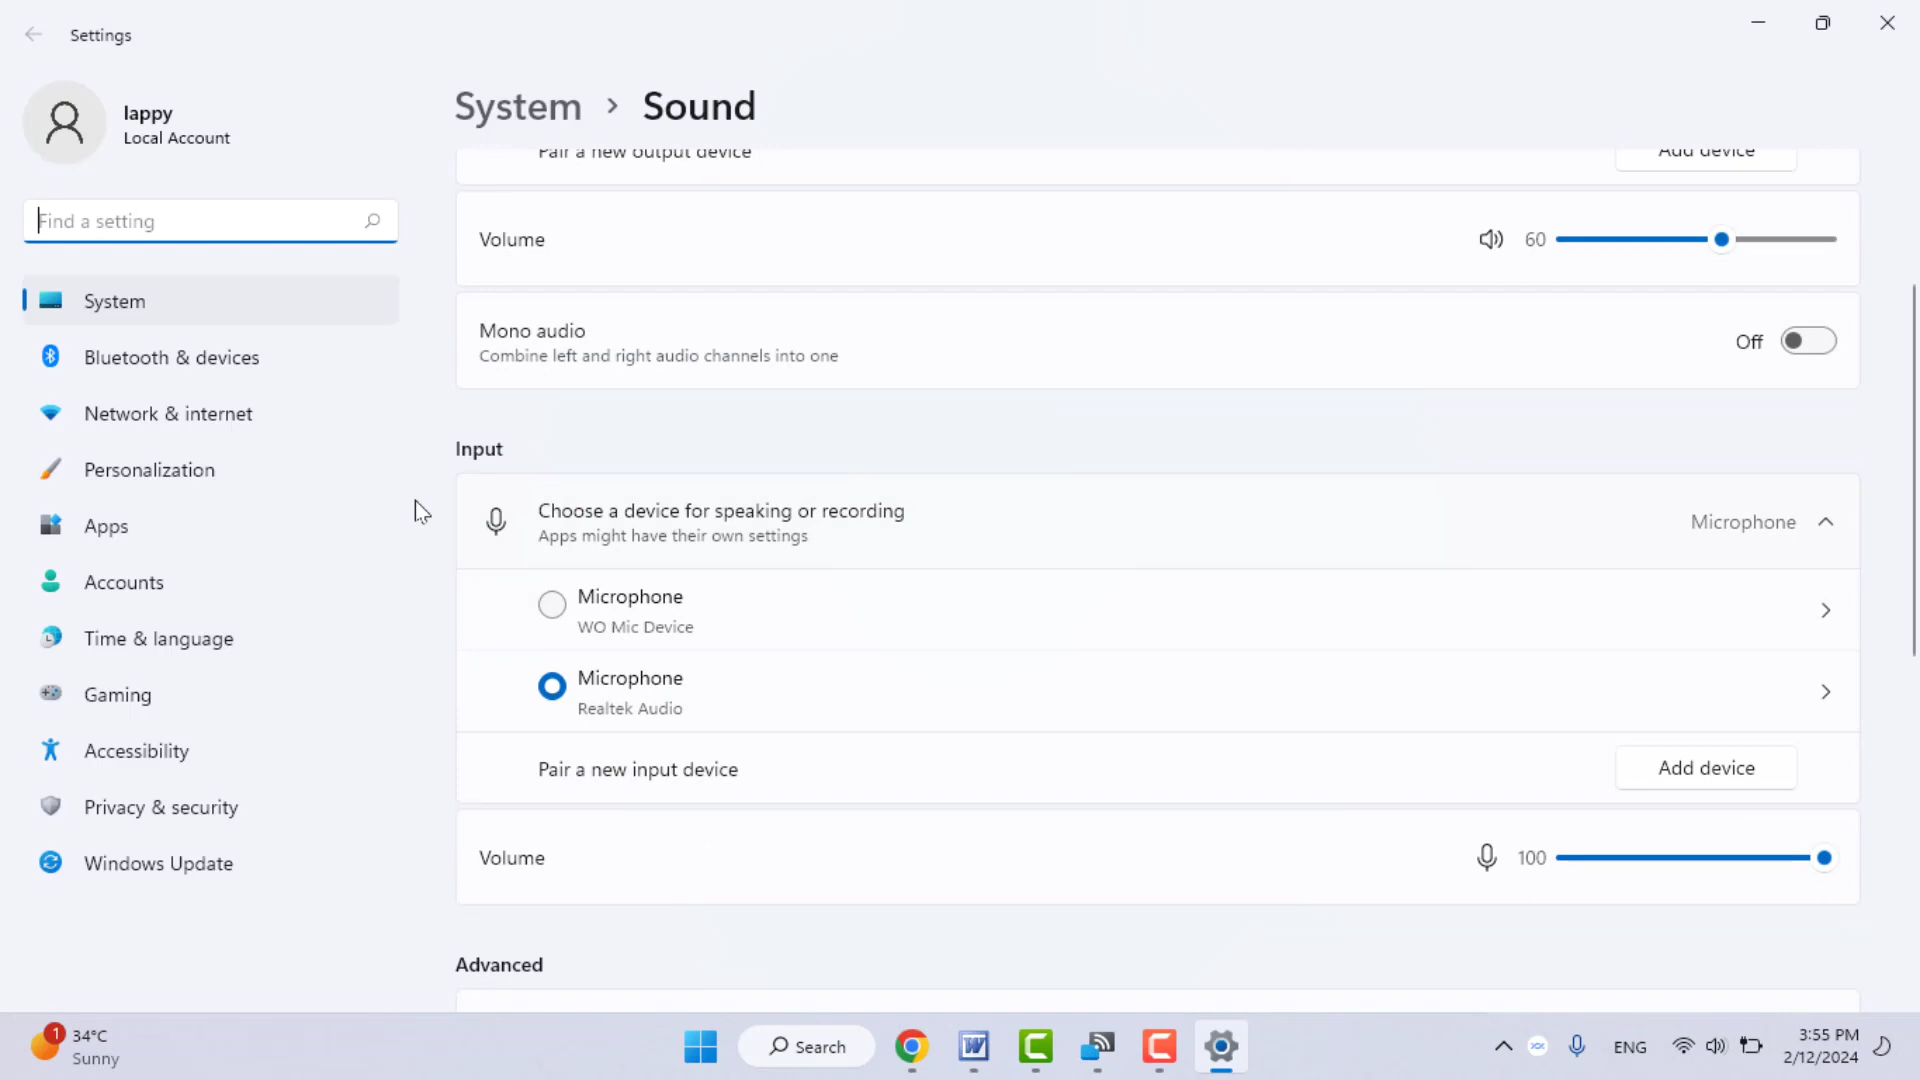 Settings
lappy
Local Account
Find a setting
System
Bluetooth & devices
Network & internet
Personalization
Apps
Accounts
Time & language
Gaming
Accessibility
Privacy & security
Windows Update
System > Sound
Pair a new output device
Add device
Volume
60
Mono audio
Combine left and right audio channels into one
Off
Input
Choose a device for speaking or recording
Apps might have their own settings
Microphone
Microphone
WO Mic Device
Microphone
Realtek Audio
Pair a new input device
Add device
Volume
100
Advanced
1
34°C
Sunny
Search
ENG
3:55 PM
2/12/2024